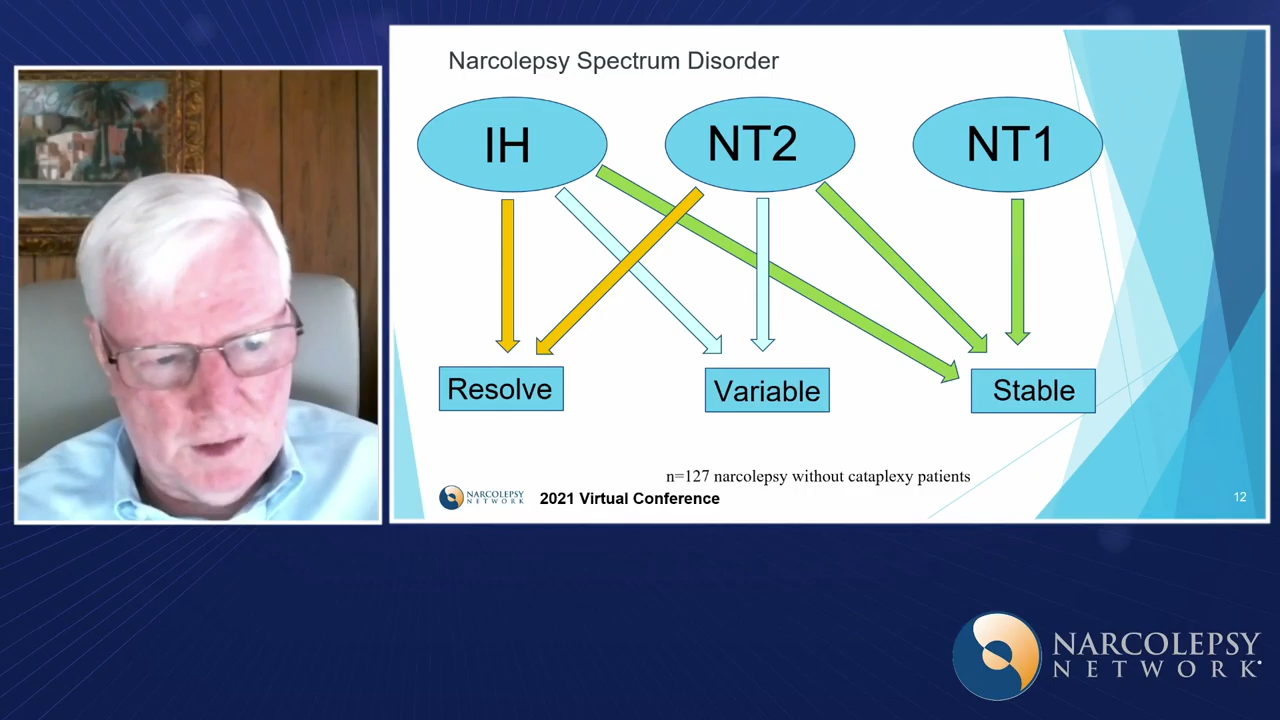 Narcolepsy Spectrum Disorder
IH
NT2
NT1
Resolve
Variable
Stable
n=127 narcolepsy without cataplexy patients
NARCOLEPSY
NETWORK
2021 Virtual Conference
12
NARCOLEPSY
NETWORK